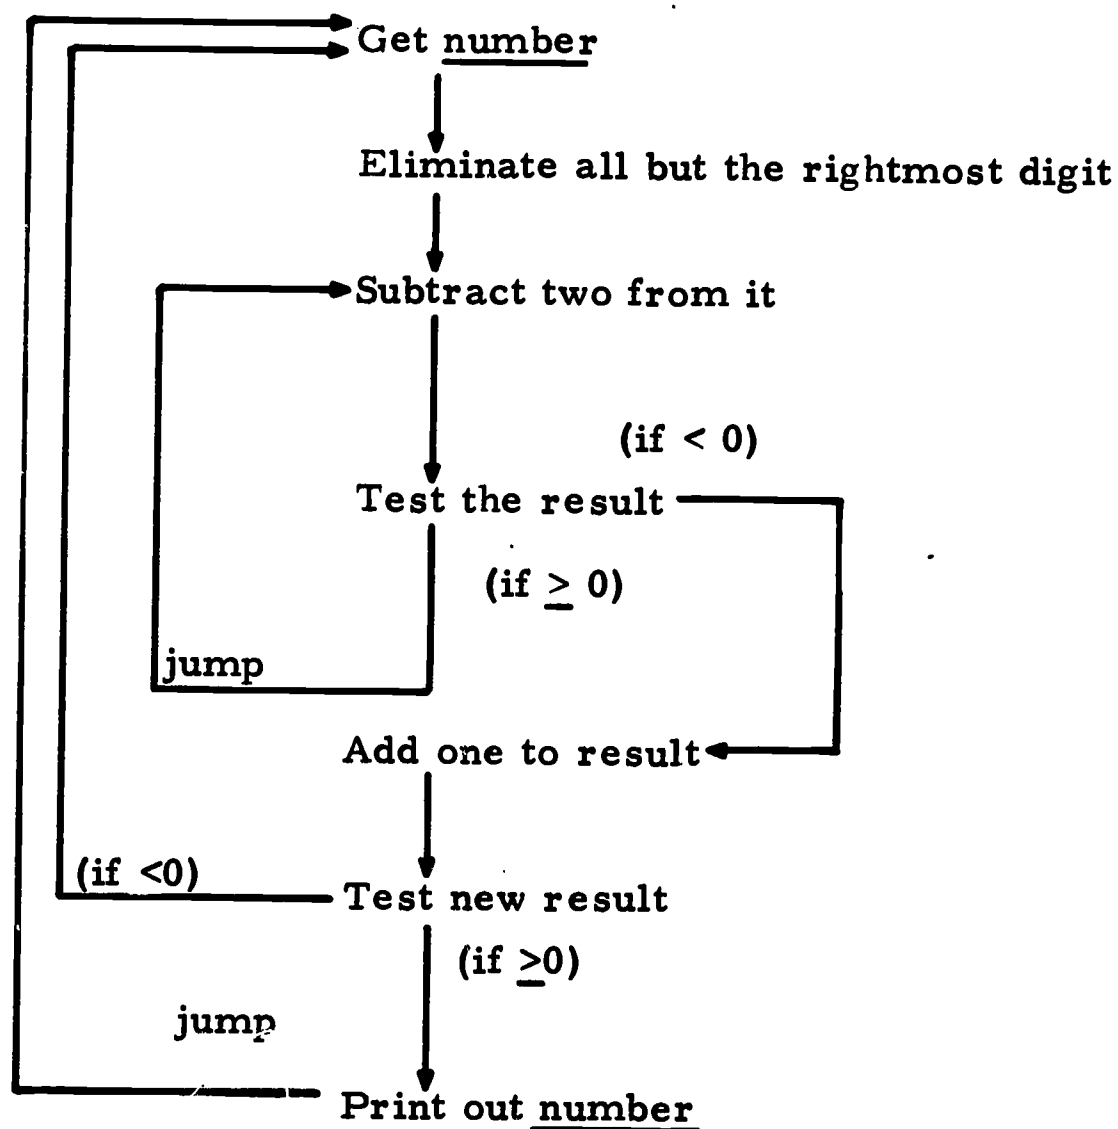 Get number
Eliminate all but the rightmost digit
Subtract two from it
(if < 0)
Test the result
(if ≥ 0)
jump
Add one to result
(if <0)
Test new result
(if ≥0)
jump
Print out number